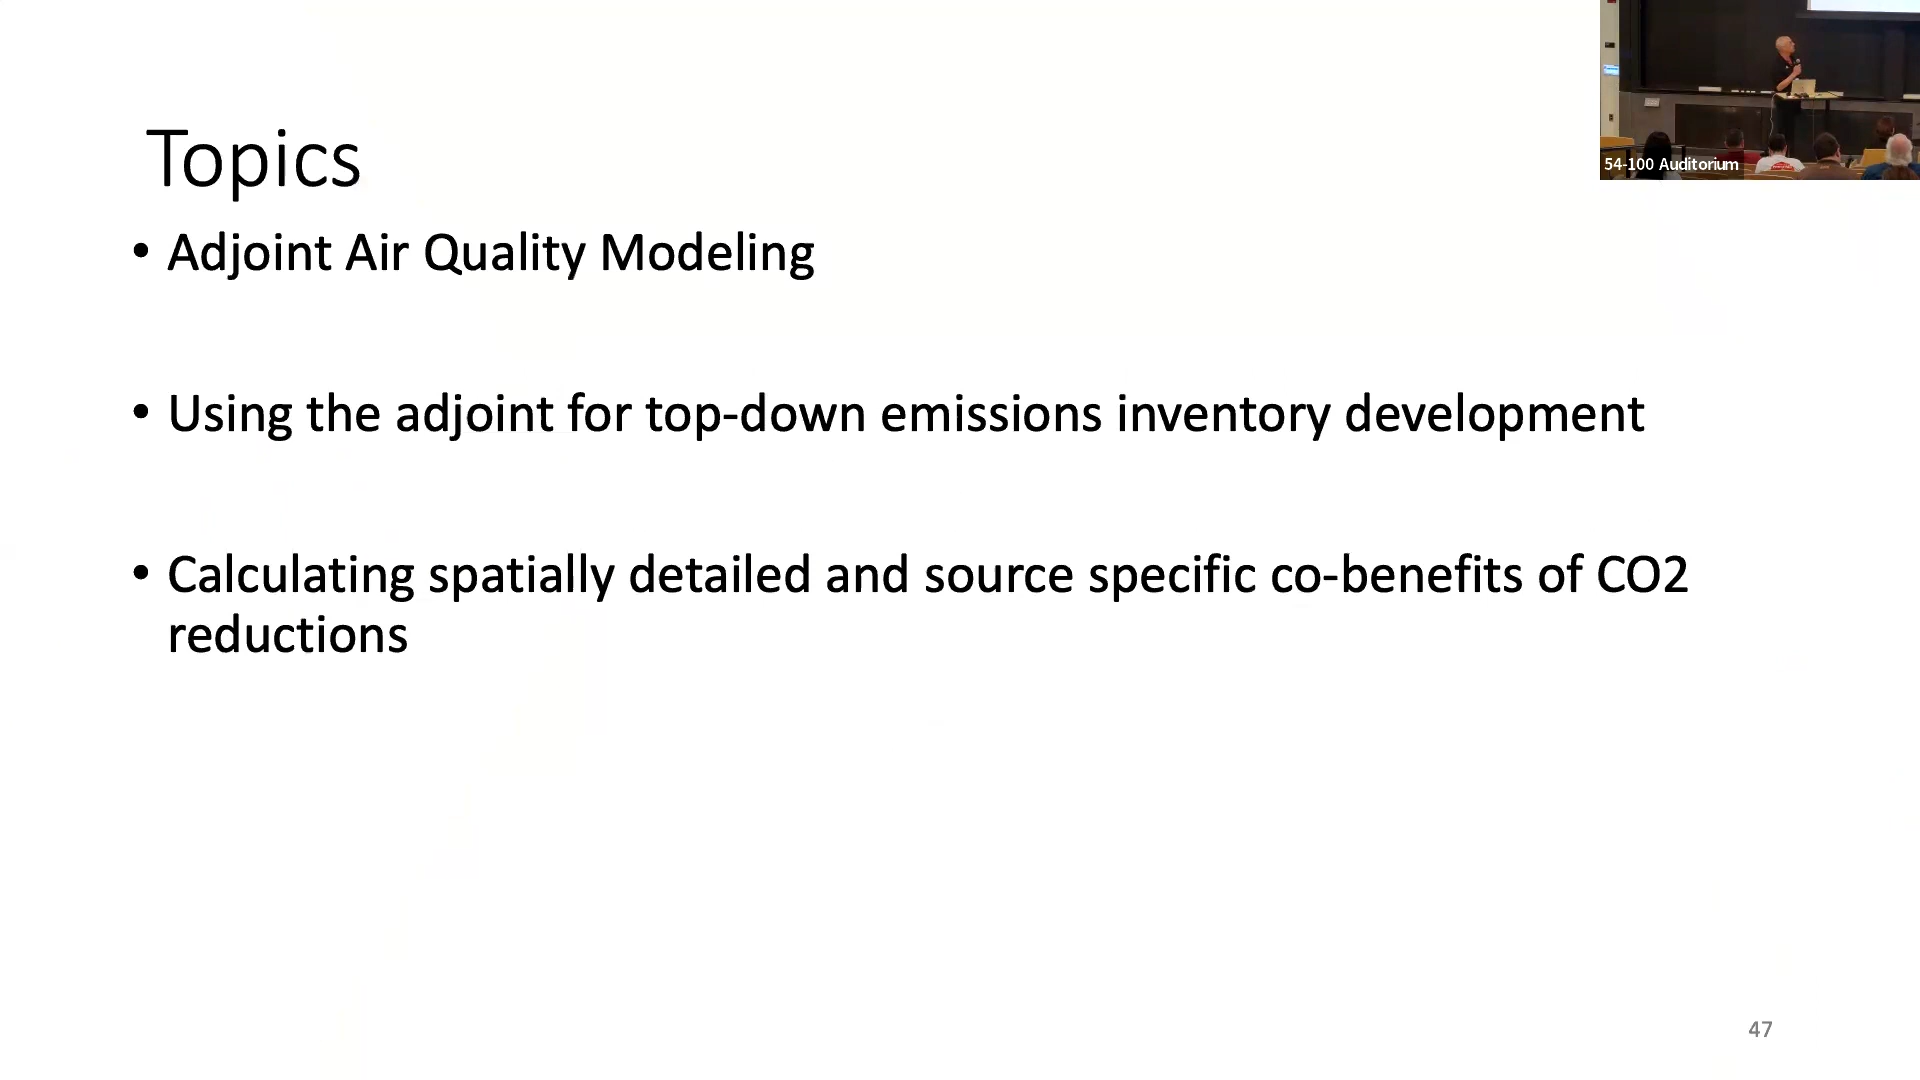 54-100 Auditorium
Topics
• Adjoint Air Quality Modeling
• Using the adjoint for top-down emissions inventory development
• Calculating spatially detailed and source specific co-benefits of CO2
reductions
47